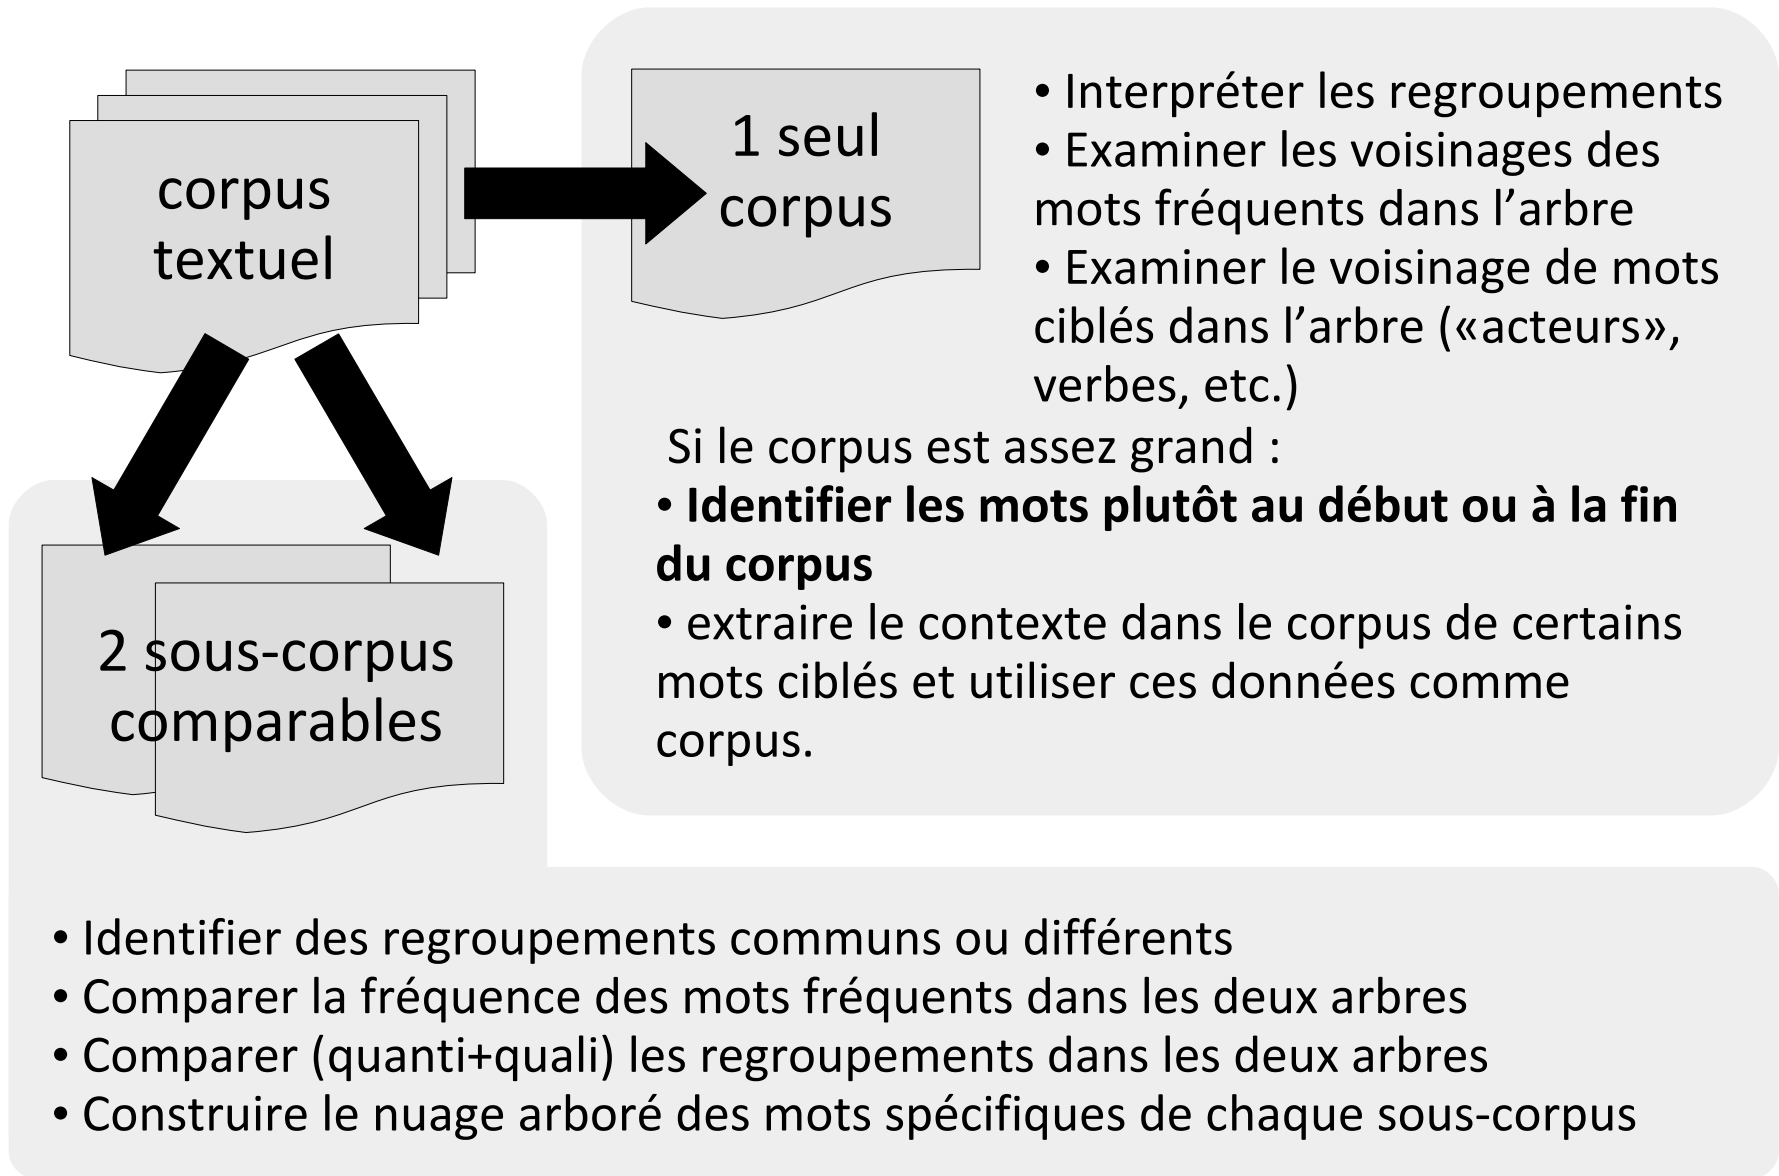 corpus
textuel
1 seul
corpus
• Interpréter les regroupements
• Examiner les voisinages des
mots fréquents dans l’arbre
• Examiner le voisinage de mots
ciblés dans l’arbre («acteurs»,
verbes, etc.)
Si le corpus est assez grand :
• Identifier les mots plutôt au début ou à la fin
du corpus
• extraire le contexte dans le corpus de certains
mots ciblés et utiliser ces données comme
corpus.
2 sous-corpus
comparables
• Identifier des regroupements communs ou différents
• Comparer la fréquence des mots fréquents dans les deux arbres
• Comparer (quanti+quali) les regroupements dans les deux arbres
• Construire le nuage arboré des mots spécifiques de chaque sous-corpus